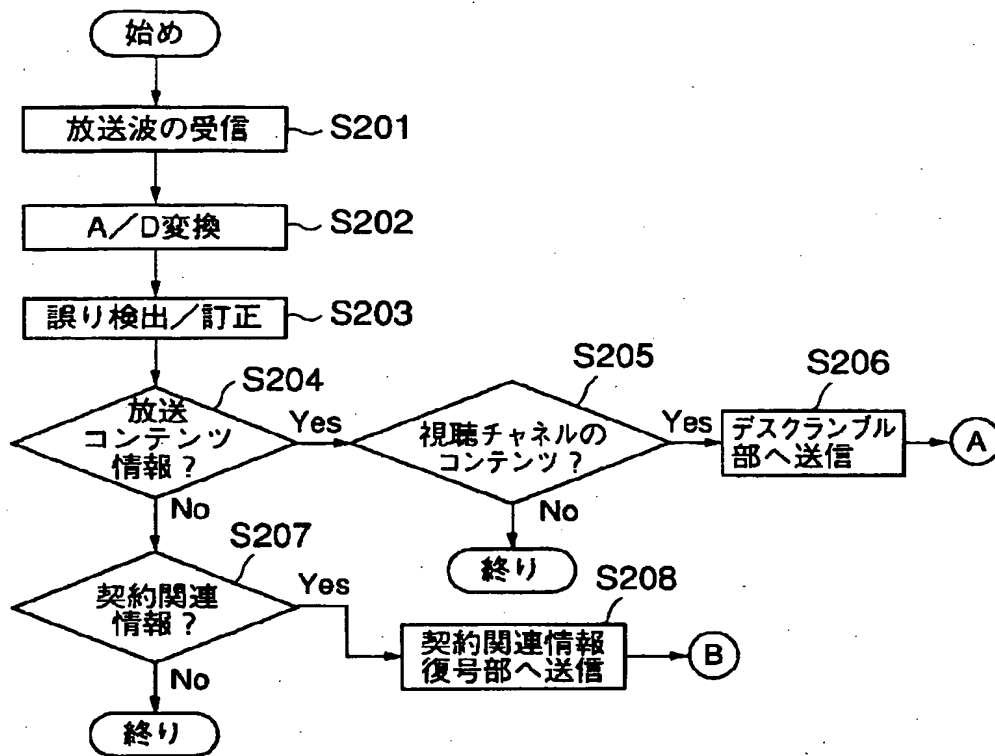 始め
放送波の受信
S201
A/D変換
S202
誤り検出/訂正
S203
S204
放送
コンテンツ
情報?
Yes
No
S205
視聴チャネルの
コンテンツ?
Yes
No
終り
S206
デスクランブル
部へ送信
A
S207
契約関連
情報?
Yes
No
終り
S208
契約関連情報
復号部へ送信
B